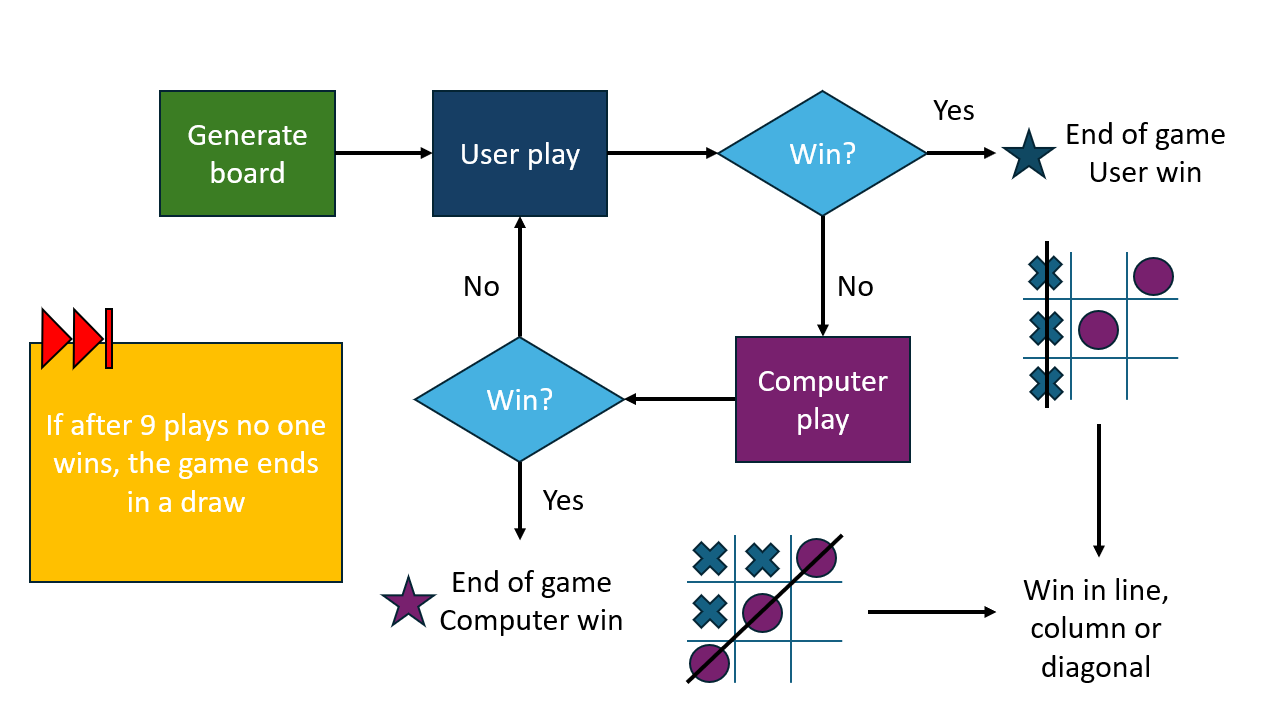 Generate
board
User play
Win?
Yes
End of game
User win
No
No
If after 9 plays no one
wins, the game ends
in a draw
Win?
Computer
play
Yes
End of game
Computer win
Win in line,
column or
diagonal